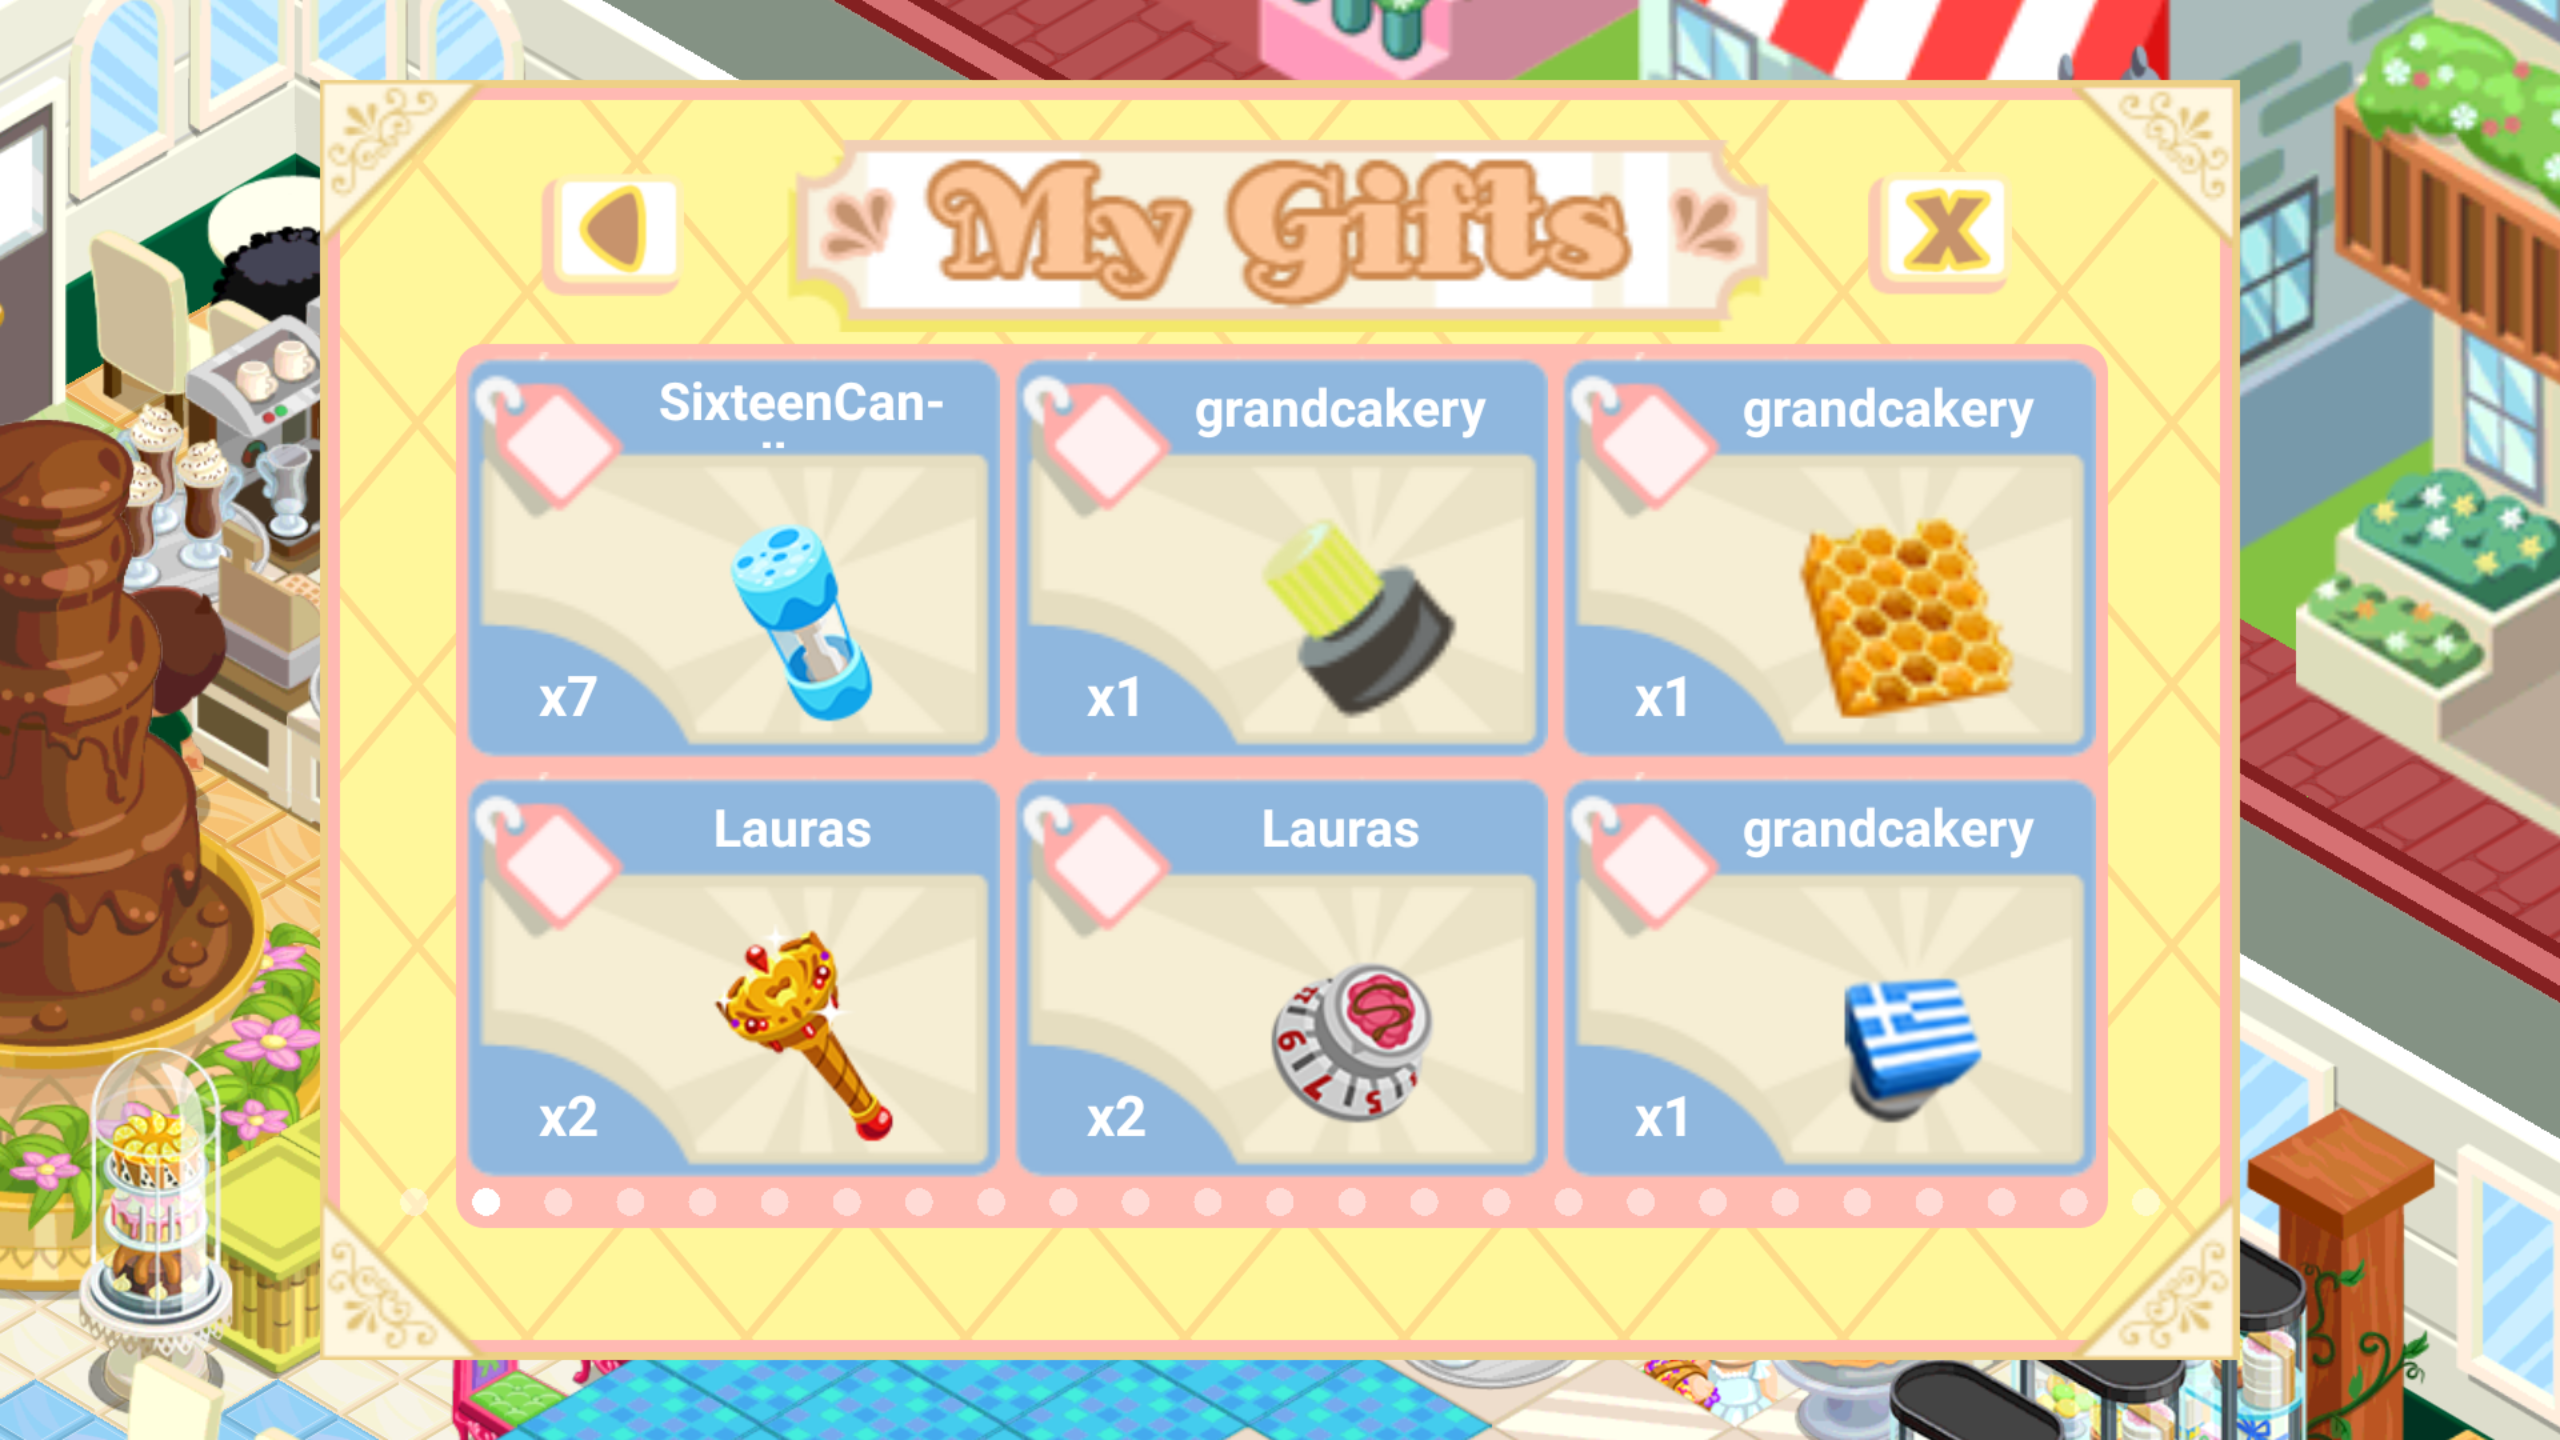 My Gifts
SixteenCan-
grandcakery
grandcakery
x7
x1
x1
Lauras
Lauras
grandcakery
x2
x2
x1